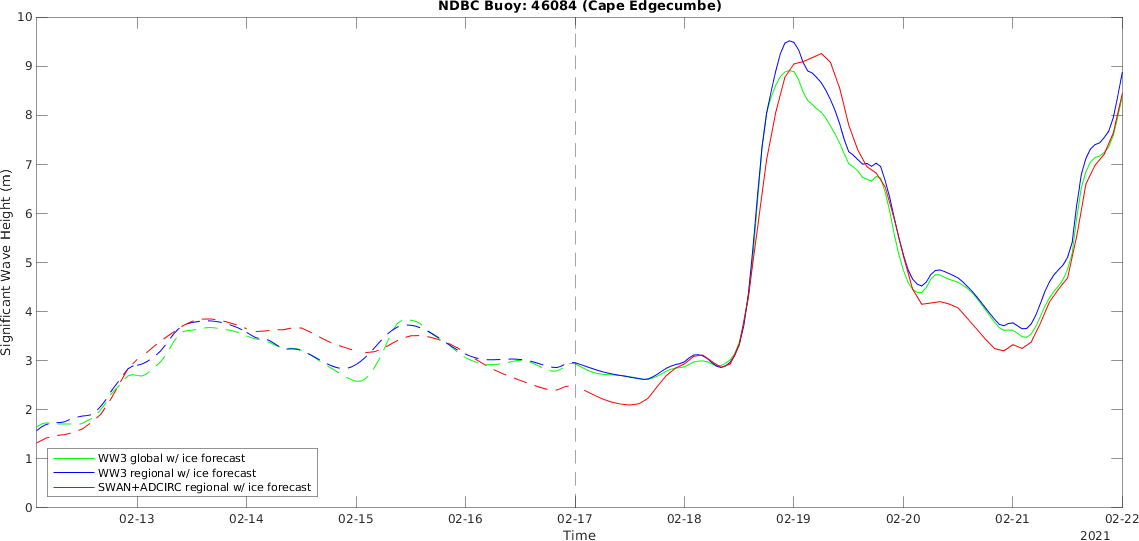 NDBC Buoy: 46084 (Cape Edgecumbe)
10
9
8
7
6
5
4
3
2
1
0
Significant Wave Height (m)
WW3 global w/ ice forecast
WW3 regional w/ ice forecast
SWAN+ADCIRC regional w/ ice forecast
02-13 02-14 02-15 02-16 02-17 02-18 02-19 02-20 02-21 02-22
Time
2021